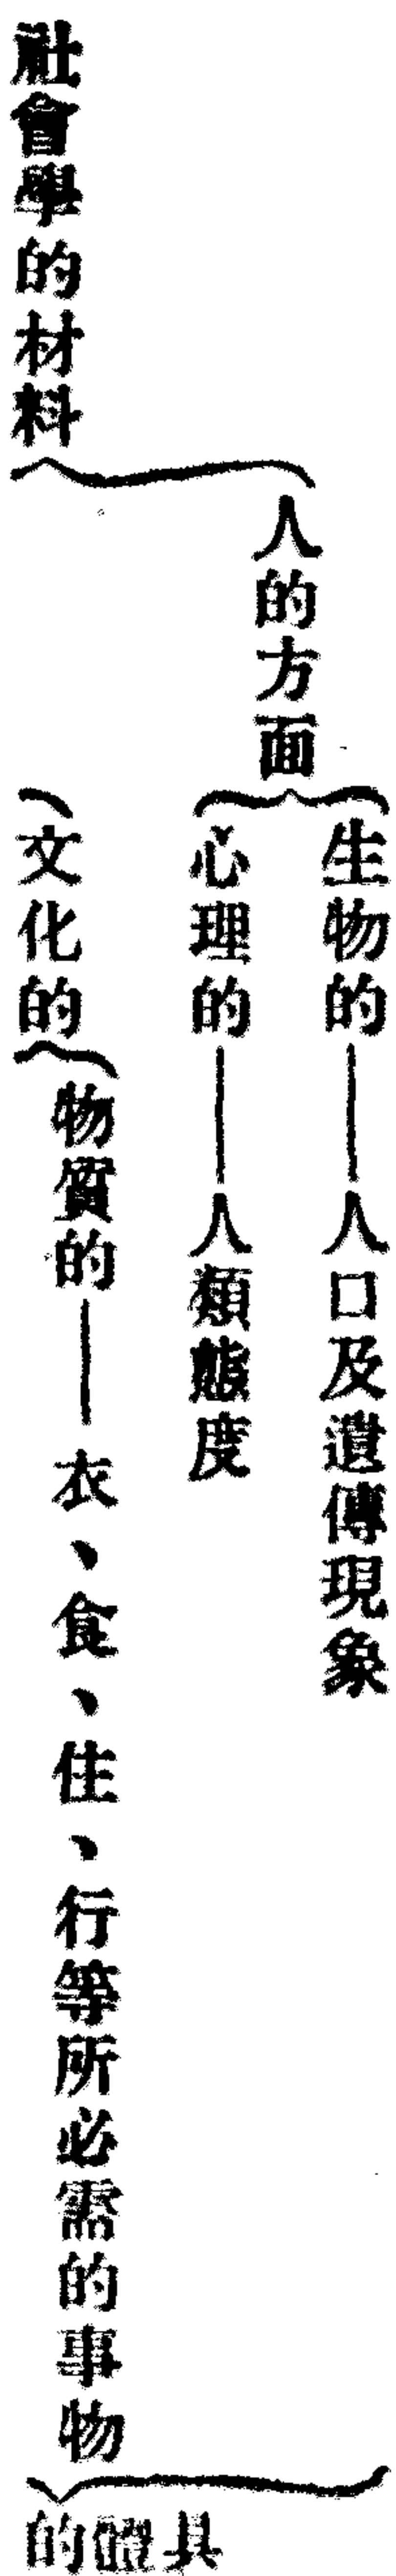 社會學的材料
人的方面
生物的——人口及遺傳現象
心理的——人類態度
文化的
物質的——衣、食、住、行等所必需的事物
具體的